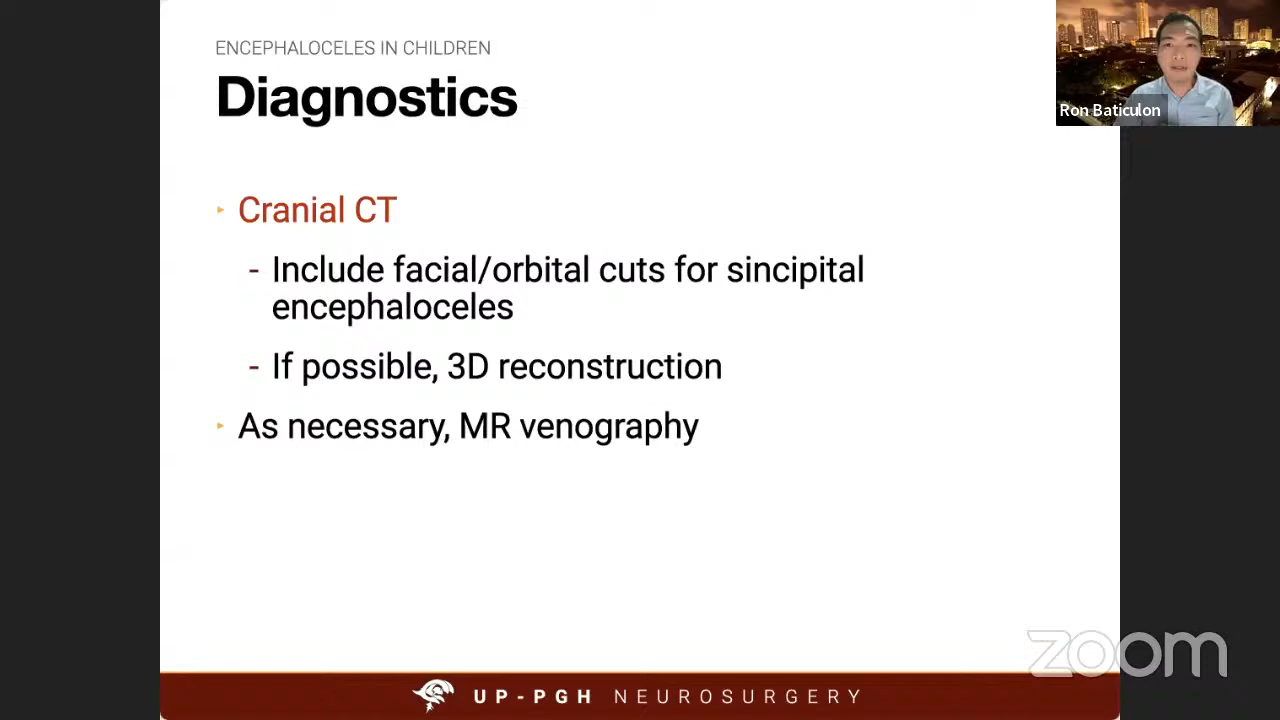 ENCEPHALOCELES IN CHILDREN
Diagnostics
Ron Baticulon
▸ Cranial CT
- Include facial/orbital cuts for sincipital
encephaloceles
- If possible, 3D reconstruction
▸ As necessary, MR venography
zoom
UP-PGH NEUROSURGERY